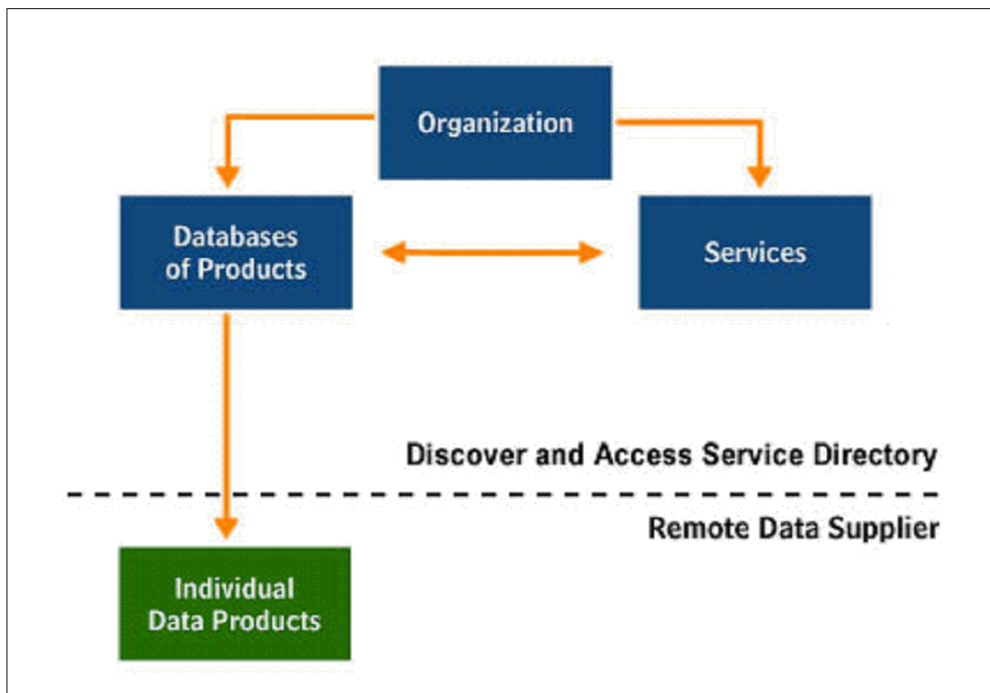 Organization
Databases
of Products
Services
Discover and Access Service Directory
Remote Data Supplier
Individual
Data Products